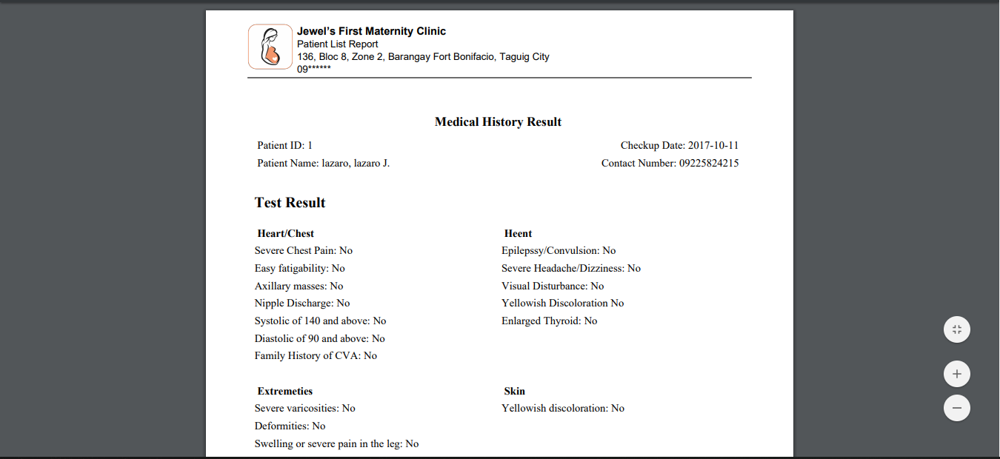 Jewel's First Maternity Clinic
Patient List Report
136, Bloc 8, Zone 2, Barangay Fort Bonifacio, Taguig City
09******
Medical History Result
Patient ID: 1
Checkup Date: 2017-10-11
Patient Name: lazaro, lazaro J.
Contact Number: 09225824215
Test Result
Heart/Chest
Severe Chest Pain: No
Easy fatigability: No
Axillary masses: No
Nipple Discharge: No
Systolic of 140 and above: No
Diastolic of 90 and above: No
Family History of CVA: No
Heent
Epilepssy/Convulsion: No
Severe Headache/Dizziness: No
Visual Disturbance: No
Yellowish Discoloration No
Enlarged Thyroid: No
Extremeties
Severe varicosities: No
Deformities: No
Swelling or severe pain in the leg: No
Skin
Yellowish discoloration: No